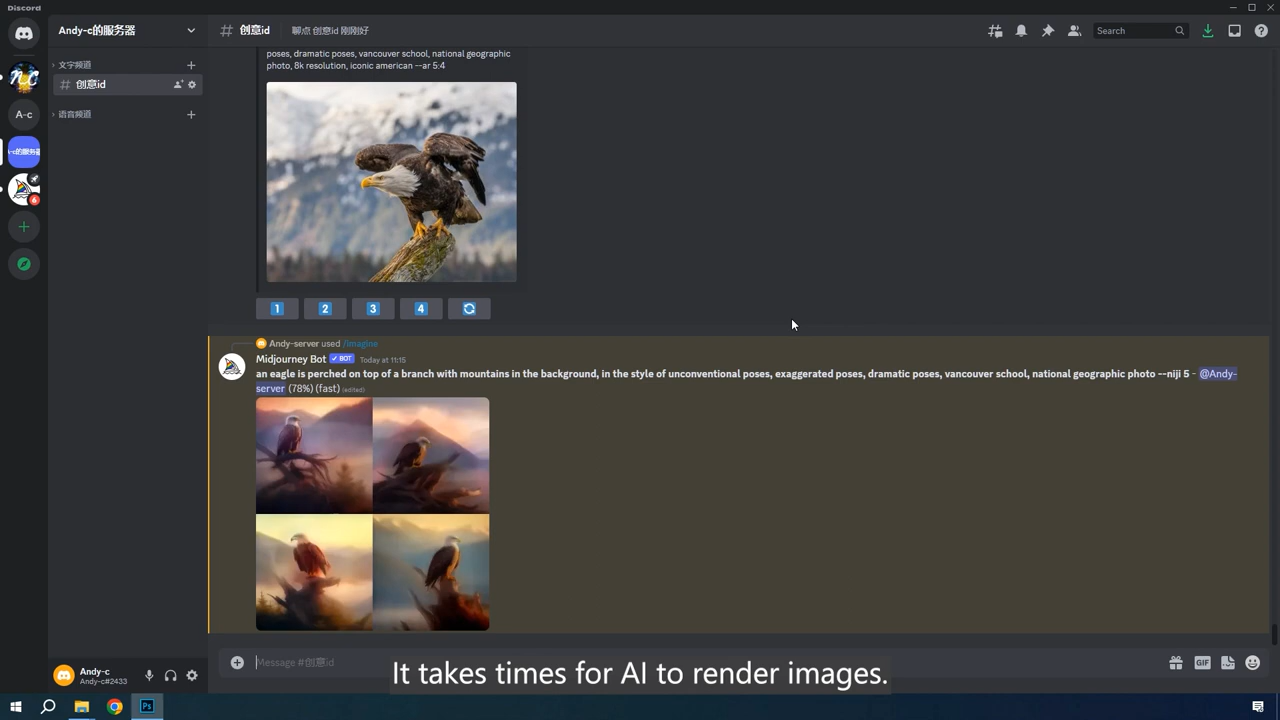 Discord
Andy-c的服务器
创意id
聊点 创意id 刚刚好
Search
文字频道
创意id
语音频道
A-c
6
poses, dramatic poses, vancouver school, national geographic
photo, 8k resolution, iconic american --ar 5:4
1 2 3 4
Andy-server used /imagine
Midjourney Bot ✓ BOT Today at 11:15
an eagle is perched on top of a branch with mountains in the background, in the style of unconventional poses, exaggerated poses, dramatic poses, vancouver school, national geographic photo --niji 5 - @Andy-
server (78%) (fast) (edited)
Message #创意id
GIF
Andy-c
Andy-c#2433
It takes times for AI to render images.
Ps